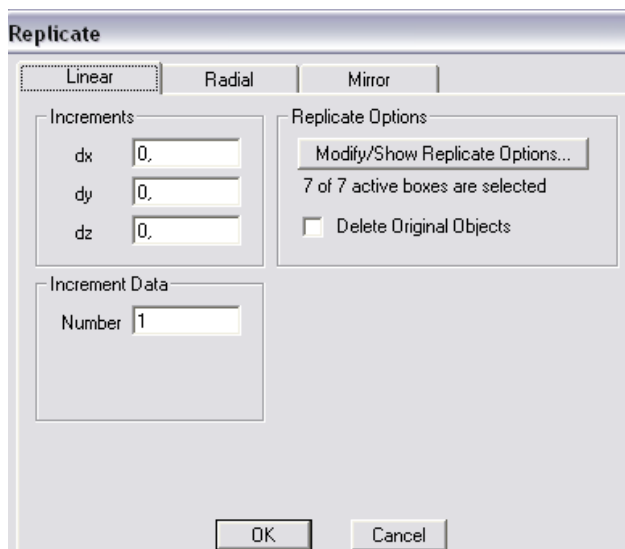 Replicate
Linear Radial Mirror
Increments
dx 0,
dy 0,
dz 0,
Increment Data
Number 1
Replicate Options
Modify/Show Replicate Options...
7 of 7 active boxes are selected
Delete Original Objects
OK Cancel